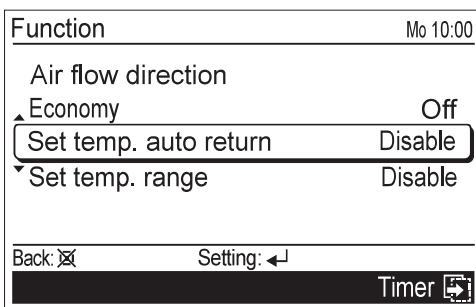 Function Mo 10:00
Air flow direction
Economy Off
Set temp. auto return Disable
Set temp. range Disable
Back: Setting:
Timer